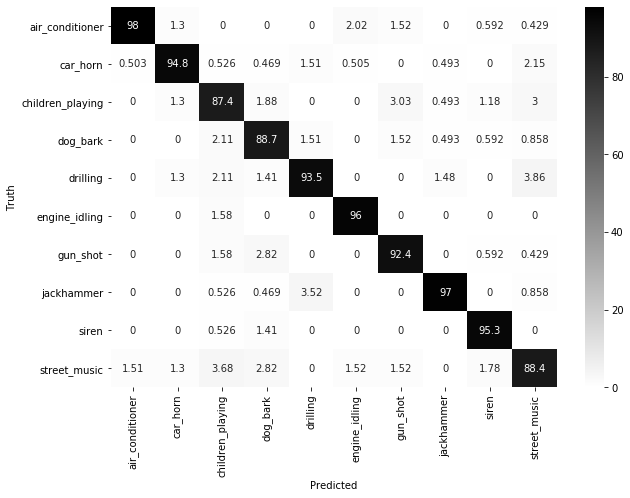 air_conditioner 98 1.3 0 0 0 2.02 1.52 0 0.592 0.429
car_horn 0.503 94.8 0.526 0.469 1.51 0.505 0 0.493 0 2.15
children_playing 0 1.3 87.4 1.88 0 0 3.03 0.493 1.18 3
dog_bark 0 0 2.11 88.7 1.51 0 1.52 0.493 0.592 0.858
drilling 0 1.3 2.11 1.41 93.5 0 0 1.48 0 3.86
engine_idling 0 0 1.58 0 0 96 0 0 0 0
gun_shot 0 0 1.58 2.82 0 0 92.4 0 0.592 0.429
jackhammer 0 0 0.526 0.469 3.52 0 0 97 0 0.858
siren 0 0 0.526 1.41 0 0 0 0 95.3 0
street_music 1.51 1.3 3.68 2.82 0 1.52 1.52 0 1.78 88.4
air_conditioner
car_horn
children_playing
dog_bark
drilling
engine_idling
gun_shot
jackhammer
siren
street_music
Predicted
Truth
80
60
40
20
0